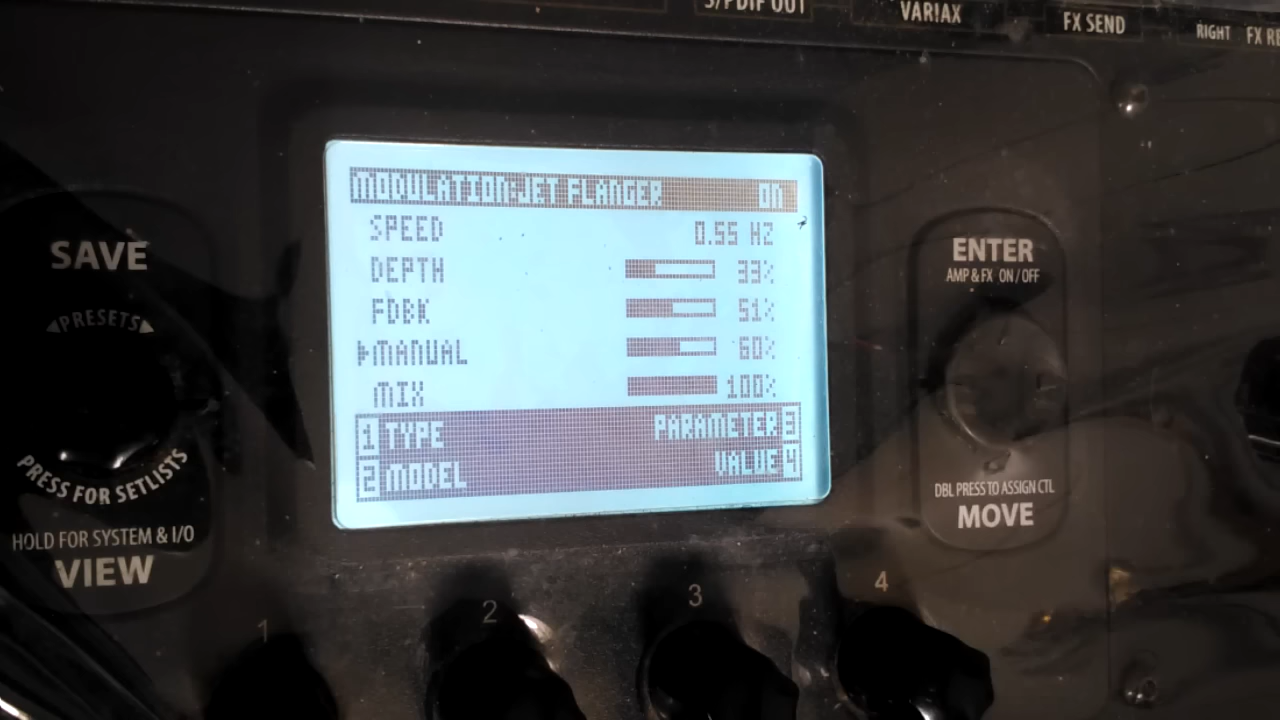 S/PDIF OUT
VARIAX
FX SEND
RIGHT FX
SAVE
PRESETS
PRESS FOR SETLISTS
HOLD FOR SYSTEM & I/O
VIEW
MODULATION:JET FLANGER ON
SPEED 0.55 HZ
DEPTH 33%
FDBK 51%
MANUAL 60%
MIX 100%
1 TYPE PARAMETER 3
2 MODEL VALUE 4
ENTER
AMP & FX ON / OFF
DBL PRESS TO ASSIGN CTL
MOVE
1
2
3
4